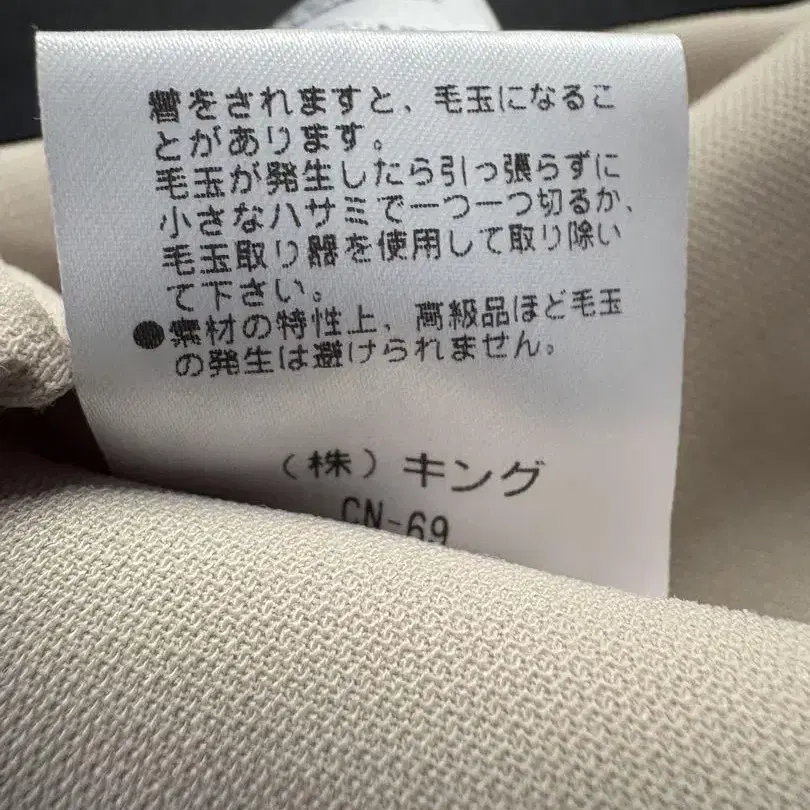 着をされますと、毛玉になるこ
とがあります。
毛玉が発生したら引っ張らずに
小さなハサミで一つ一つ切るか、
毛玉取り器を使用して取り除い
て下さい。
●素材の特性上、高級品ほど毛玉
の発生は避けられません。
（株）キング
CN-69